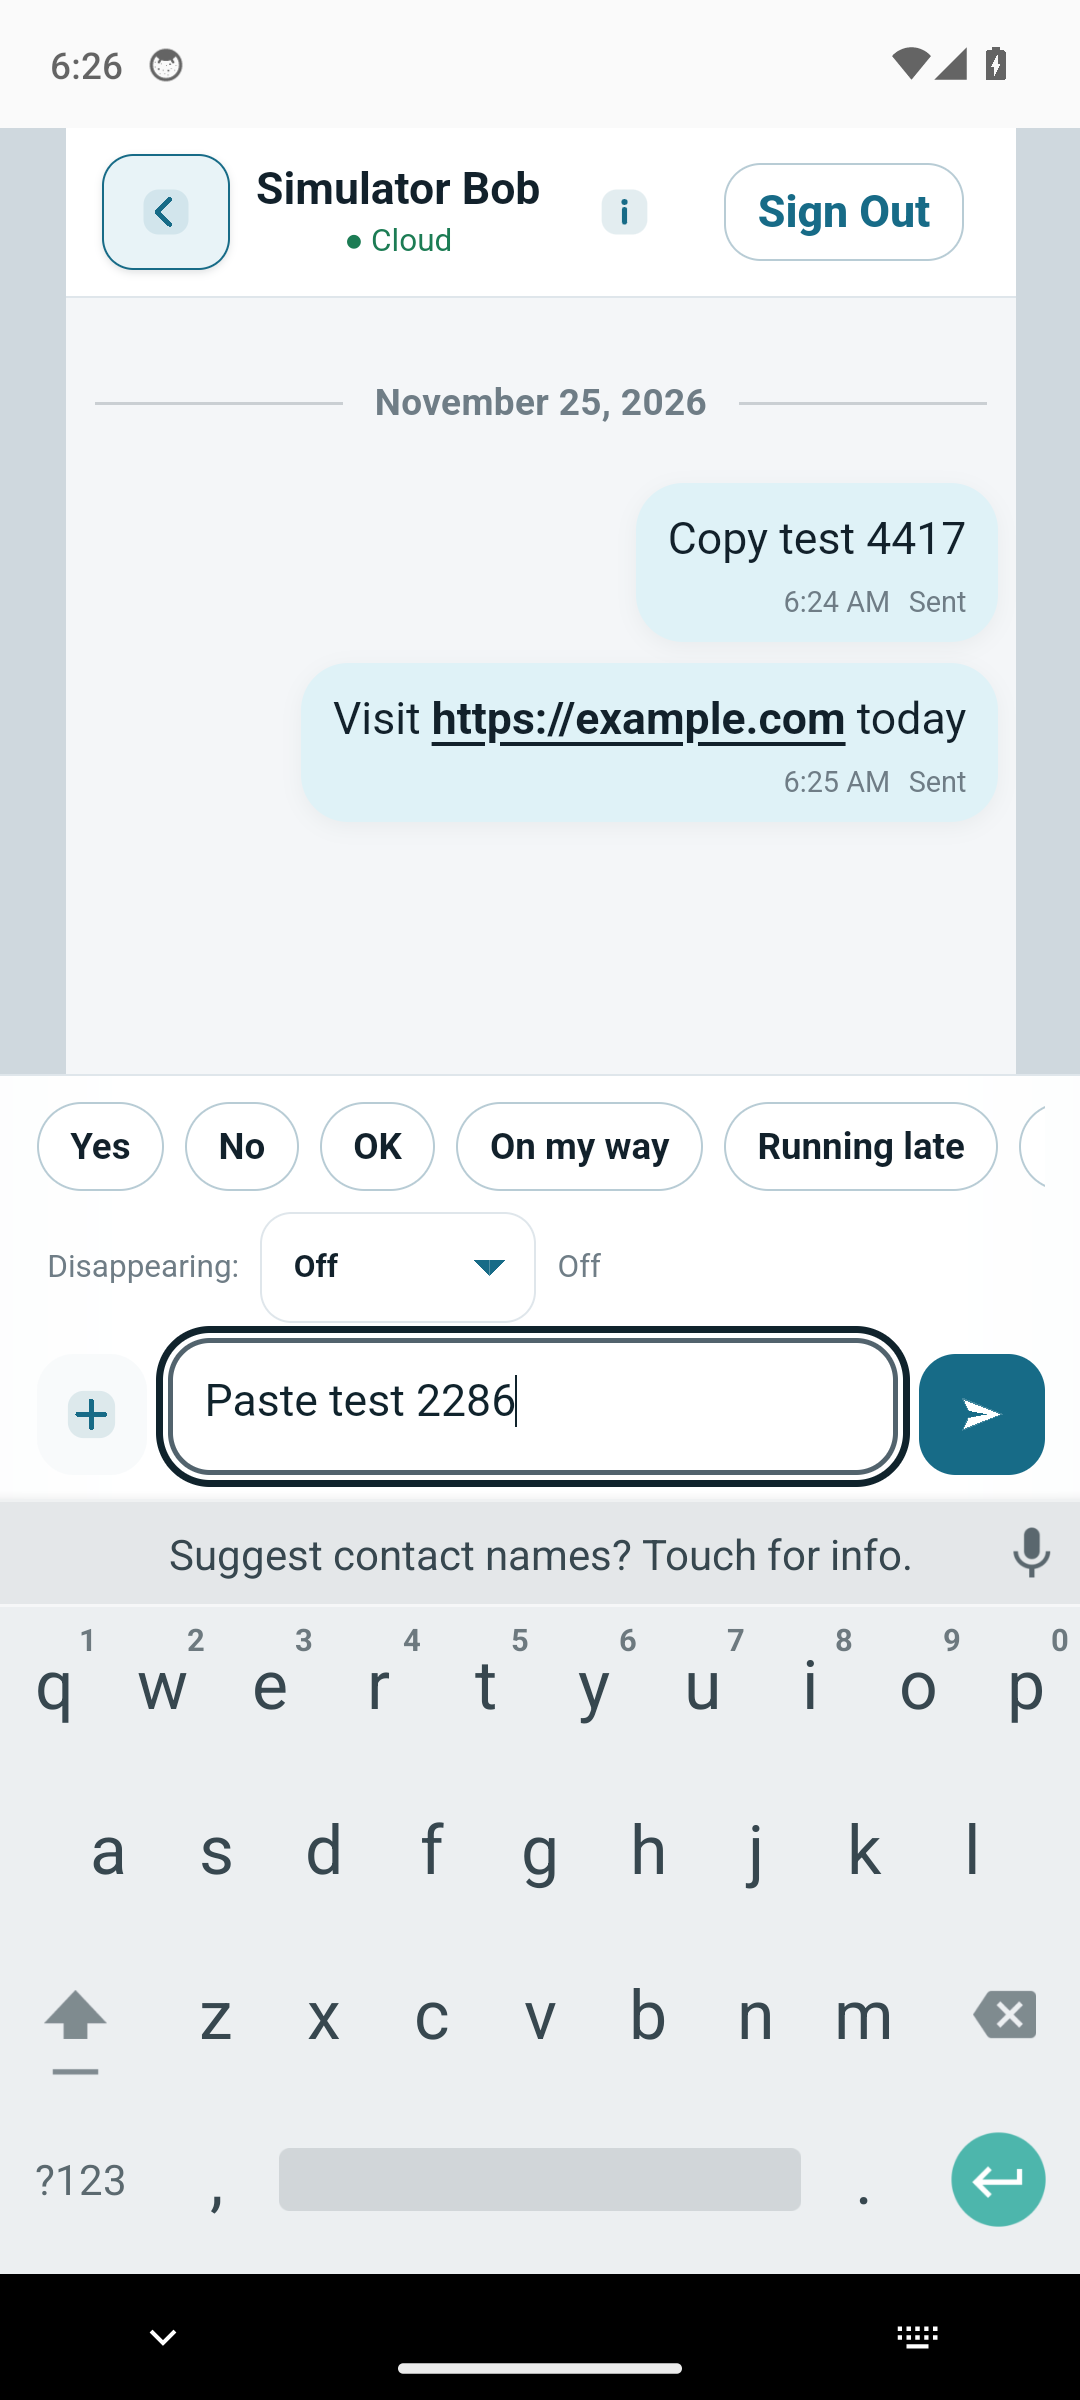 6:26
Simulator Bob
Cloud
Sign Out
November 25, 2026
Copy test 4417
6:24 AM Sent
Visit https://example.com today
6:25 AM Sent
Yes No OK On my way Running late
Disappearing: Off Off
Paste test 2286
Suggest contact names? Touch for info.
1 2 3 4 5 6 7 8 9 0
q w e r t y u i o p
a s d f g h j k l
z x c v b n m
?123 , .